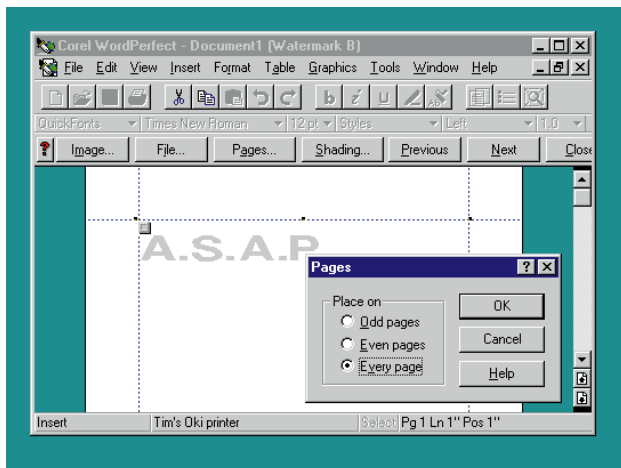 Corel WordPerfect - Document1 (Watermark B)
File Edit View Insert Format Table Graphics Tools Window Help
b i u
QuickFonts Times New Roman 12 pt Styles Left 1.0
? Image... File... Pages... Shading... Previous Next Close
A.S.A.P
Pages ?
Place on
Odd pages
Even pages
Every page
OK
Cancel
Help
Insert Tim's Oki printer Select Pg 1 Ln 1" Pos 1"